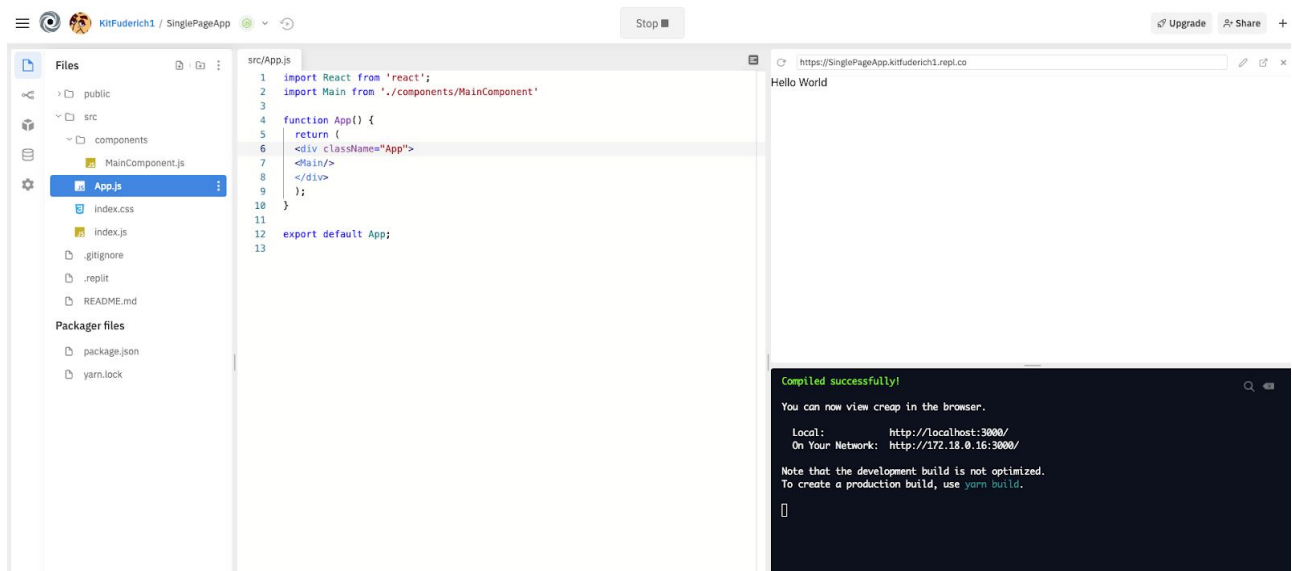 KitFuderich1 / SinglePageApp
Stop
Upgrade
Share
Files
public
src
components
MainComponent.js
App.js
index.css
index.js
.gitignore
.replit
README.md
Packager files
package.json
yarn.lock
src/App.js
1 import React from 'react';
2 import Main from './components/MainComponent'
3
4 function App() {
5 return (
6 <div className="App">
7 <Main/>
8 </div>
9 );
10 }
11
12 export default App;
13
https://SinglePageApp.kitfuderich1.repl.co
Hello World
Compiled successfully!
You can now view creap in the browser.
Local: http://localhost:3000/
On Your Network: http://172.18.0.16:3000/
Note that the development build is not optimized.
To create a production build, use yarn build.